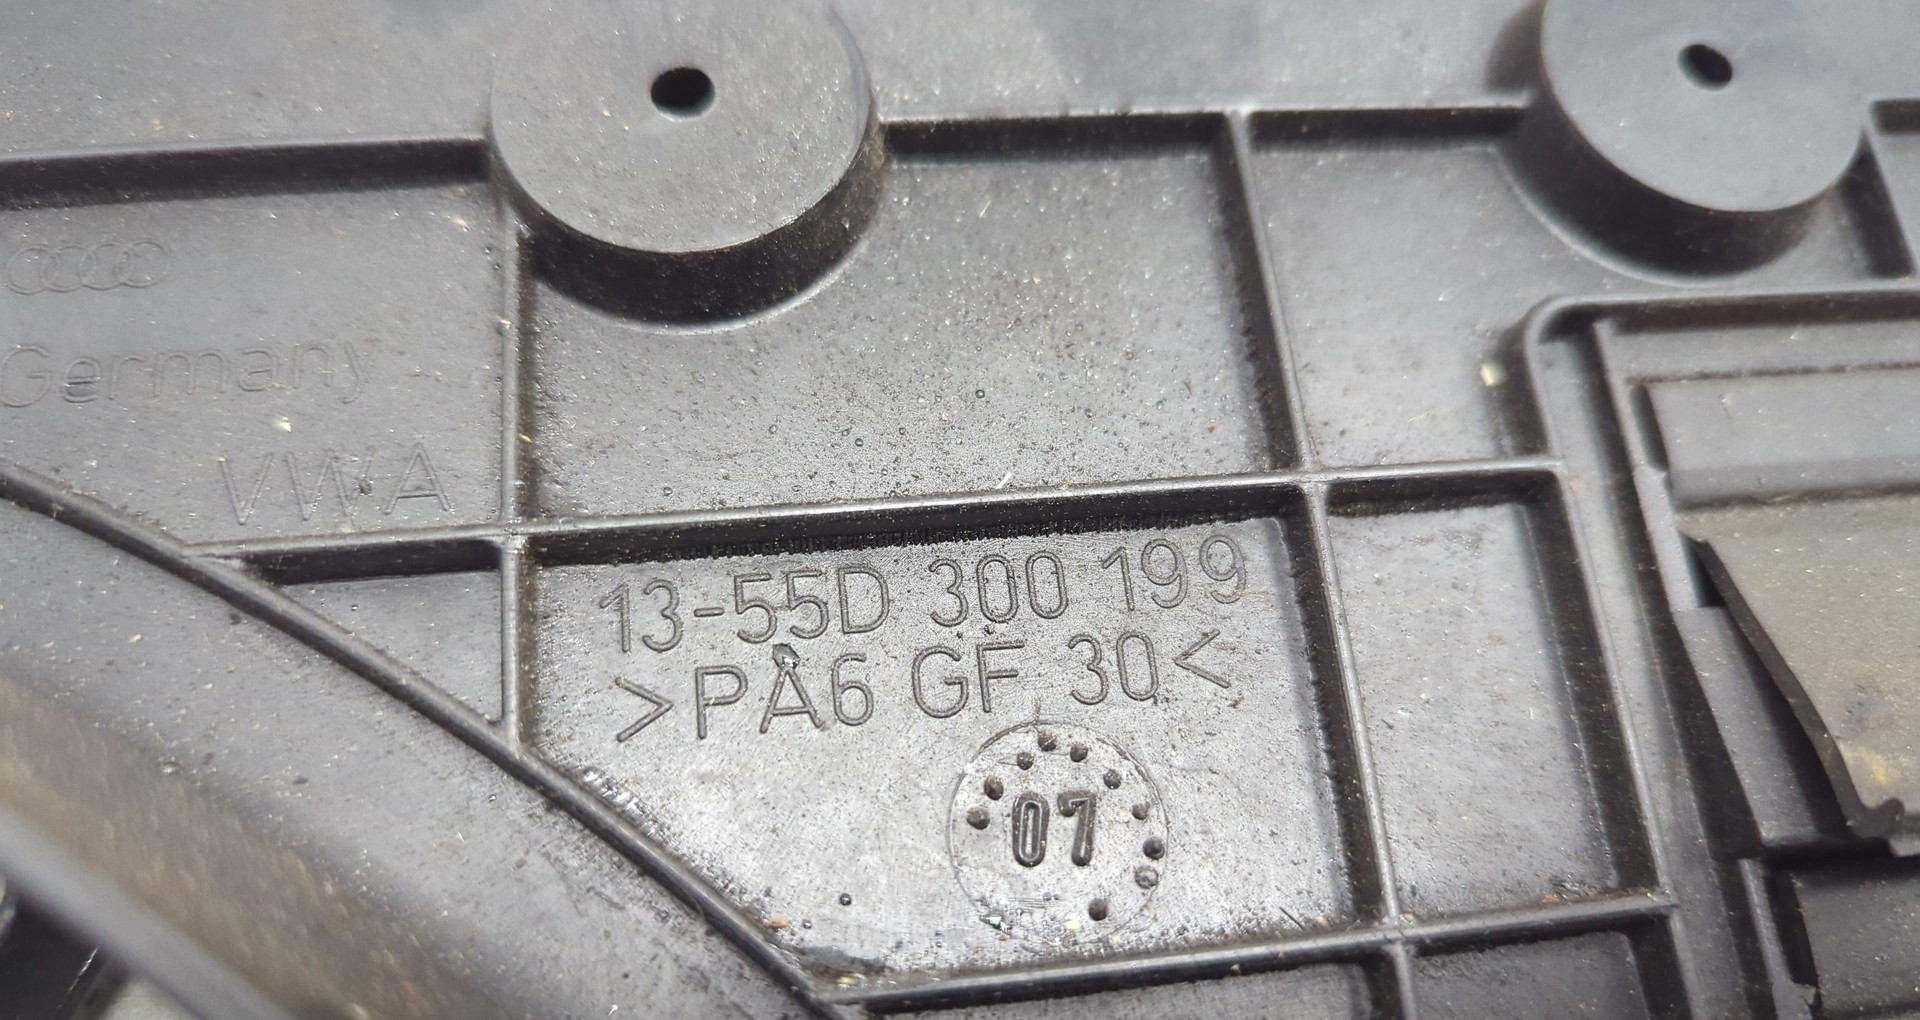 Germany
VWA
13-55D 300 199
>PA6 GF 30<
07